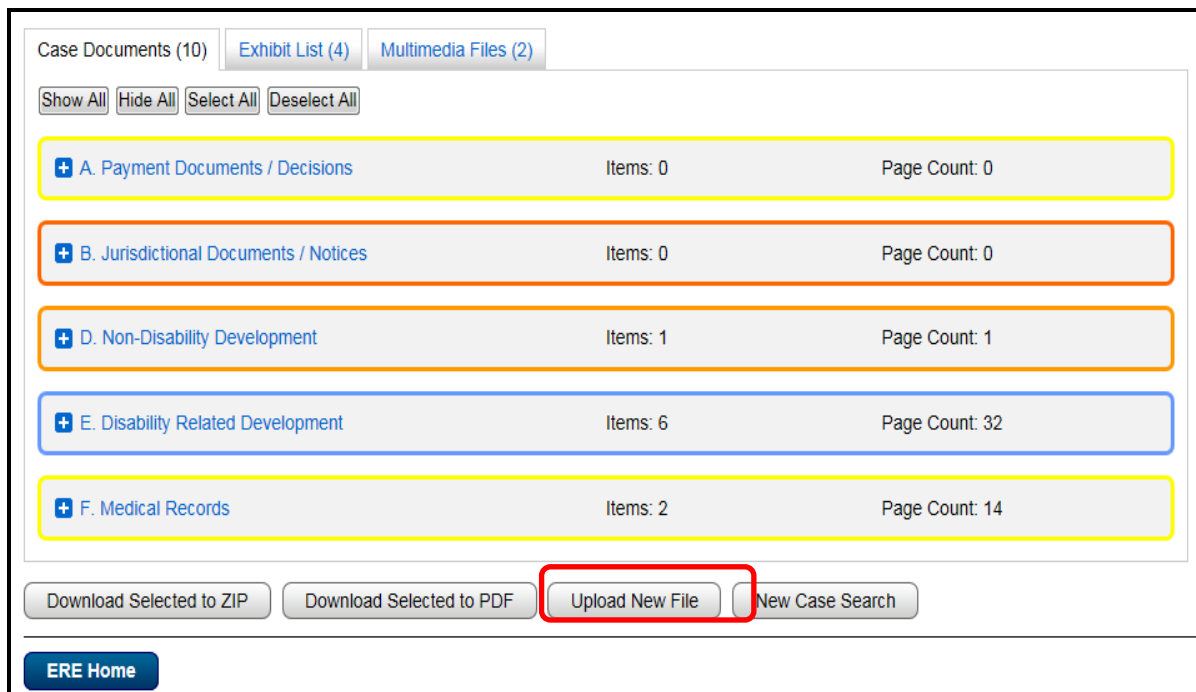 Case Documents (10) Exhibit List (4) Multimedia Files (2)
Show All Hide All Select All Deselect All
A. Payment Documents / Decisions Items: 0 Page Count: 0
B. Jurisdictional Documents / Notices Items: 0 Page Count: 0
D. Non-Disability Development Items: 1 Page Count: 1
E. Disability Related Development Items: 6 Page Count: 32
F. Medical Records Items: 2 Page Count: 14
Download Selected to ZIP Download Selected to PDF Upload New File New Case Search
ERE Home